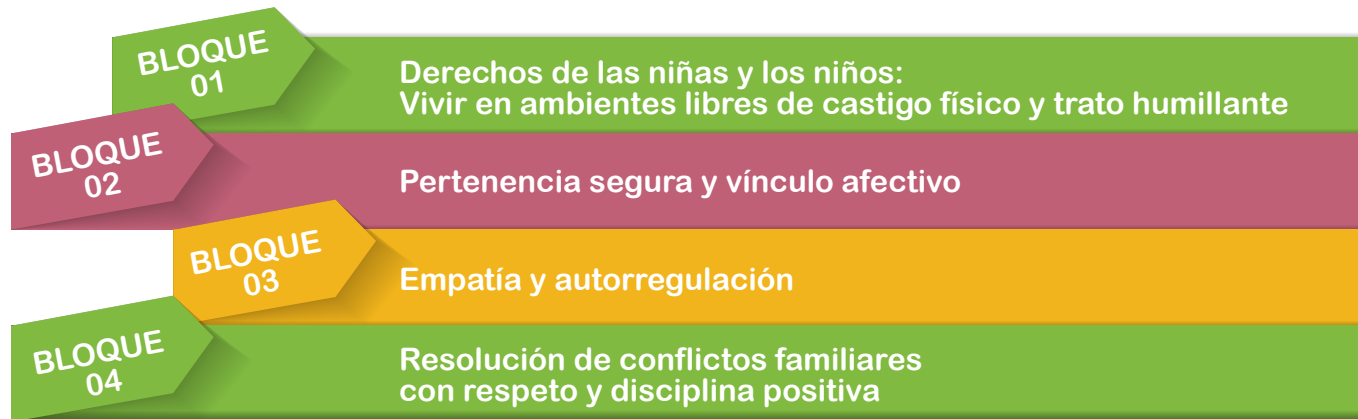 BLOQUE
01
Derechos de las niñas y los niños:
Vivir en ambientes libres de castigo físico y trato humillante
BLOQUE
02
Pertenencia segura y vínculo afectivo
BLOQUE
03
Empatía y autorregulación
BLOQUE
04
Resolución de conflictos familiares
con respeto y disciplina positiva